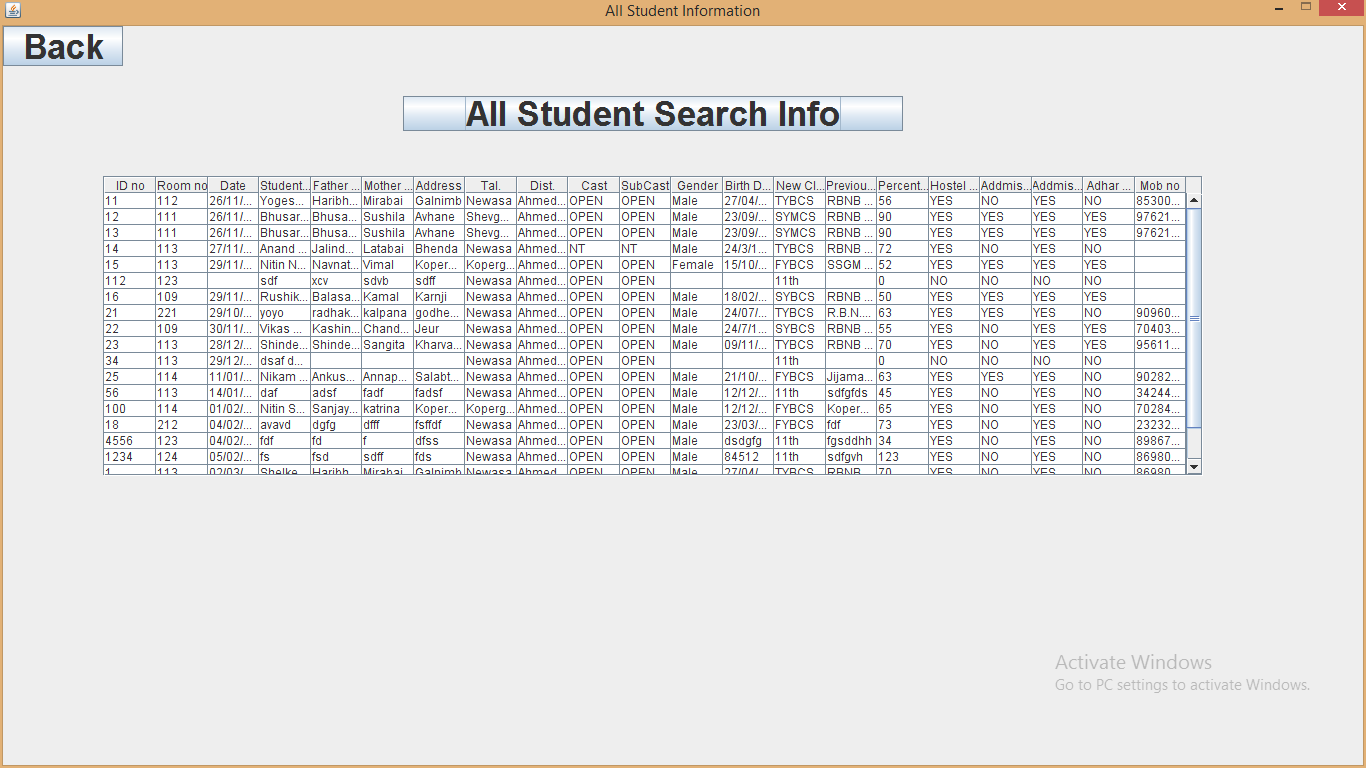 All Student Information
Back
All Student Search Info
ID no Room no Date Student... Father ... Mother ... Address Tal. Dist. Cast SubCast Gender Birth D... New Cl... Previou... Percent... Hostel ... Addmis... Addmis... Adhar ... Mob no
11 112 26/11/... Yoges... Haribh... Mirabai Galnimb Newasa Ahmed... OPEN OPEN Male 27/04/... TYBCS RBNB ... 56 YES NO YES NO 85300...
12 111 26/11/... Bhusar... Bhusa... Sushila Avhane Shevg... Ahmed... OPEN OPEN Male 23/09/... SYMCS RBNB ... 90 YES YES YES YES 97621...
13 111 26/11/... Bhusar... Bhusa... Sushila Avhane Shevg... Ahmed... OPEN OPEN Male 23/09/... SYMCS RBNB ... 90 YES YES YES YES 97621...
14 113 27/11/... Anand ... Jalind... Latabai Bhenda Newasa Ahmed... NT NT Male 24/3/1... TYBCS RBNB ... 72 YES NO YES NO
15 113 29/11/... Nitin N... Navnat... Vimal Koper... Koperg... Ahmed... OPEN OPEN Female 15/10/... FYBCS SSGM ... 52 YES YES YES YES
112 123 sdf xcv sdvb sdff Newasa Ahmed... OPEN OPEN 11th 0 NO NO NO NO
16 109 29/11/... Rushik... Balasa... Kamal Karnji Newasa Ahmed... OPEN OPEN Male 18/02/... SYBCS RBNB ... 50 YES YES YES YES
21 221 29/10/... yoyo radhak... kalpana godhe... Newasa Ahmed... OPEN OPEN Male 24/07/... TYBCS R.B.N.... 63 YES YES YES NO 90960...
22 109 30/11/... Vikas ... Kashin... Chand... Jeur Newasa Ahmed... OPEN OPEN Male 24/7/1... SYBCS RBNB ... 55 YES NO YES YES 70403...
23 113 28/12/... Shinde... Shinde... Sangita Kharva... Newasa Ahmed... OPEN OPEN Male 09/11/... TYBCS RBNB ... 70 YES NO YES YES 95611...
34 113 29/12/... dsaf d... Newasa Ahmed... OPEN OPEN 11th 0 NO NO NO NO
25 114 11/01/... Nikam ... Ankus... Annap... Salabt... Newasa Ahmed... OPEN OPEN Male 21/10/... FYBCS Jijama... 63 YES YES YES NO 90282...
56 113 14/01/... daf adsf fadf fadsf Newasa Ahmed... OPEN OPEN Male 12/12/... 11th sdfgfds 45 YES NO YES NO 34244...
100 114 01/02/... Nitin S... Sanjay... katrina Koper... Koperg... Ahmed... OPEN OPEN Male 12/12/... FYBCS Koper... 65 YES NO YES NO 70284...
18 212 04/02/... avavd dgfg dfff fsffdf Newasa Ahmed... OPEN OPEN Male 23/03/... FYBCS fdf 73 YES NO YES NO 23232...
4556 123 04/02/... fdf fd f dfss Newasa Ahmed... OPEN OPEN Male dsdgfg 11th fgsddhh 34 YES NO YES NO 89867...
1234 124 05/02/... fs fsd sdff fds Newasa Ahmed... OPEN OPEN Male 84512 11th sdfgvh 123 YES NO YES NO 86980...
1 113 02/03/... Shelke... Haribh... Mirabai Galnimb Newasa Ahmed... OPEN OPEN Male 27/04/... TYBCS RBNB ... 70 YES NO YES NO 86980...
Activate Windows
Go to PC settings to activate Windows.